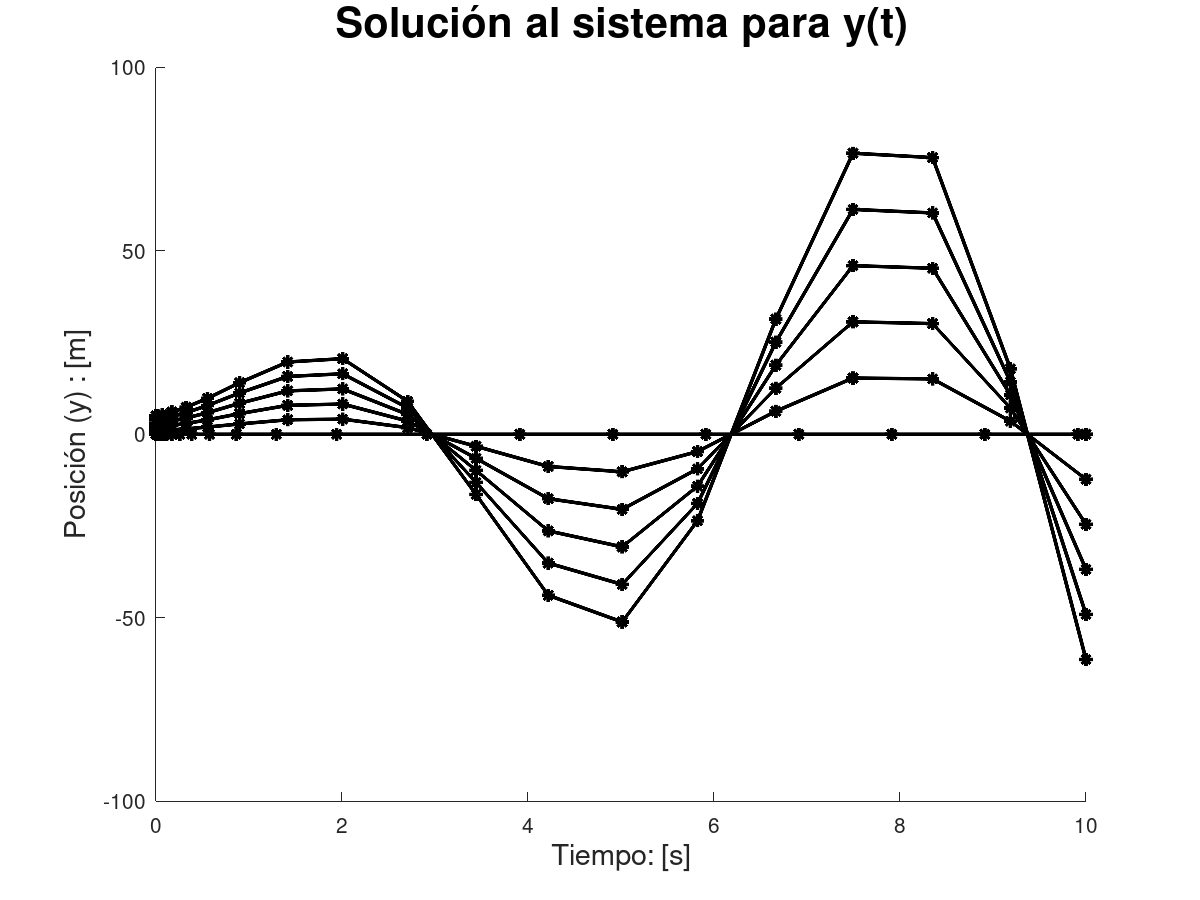 Solución al sistema para y(t)
100
50
0
-50
-100
Posición (y) : [m]
0 2 4 6 8 10
Tiempo: [s]